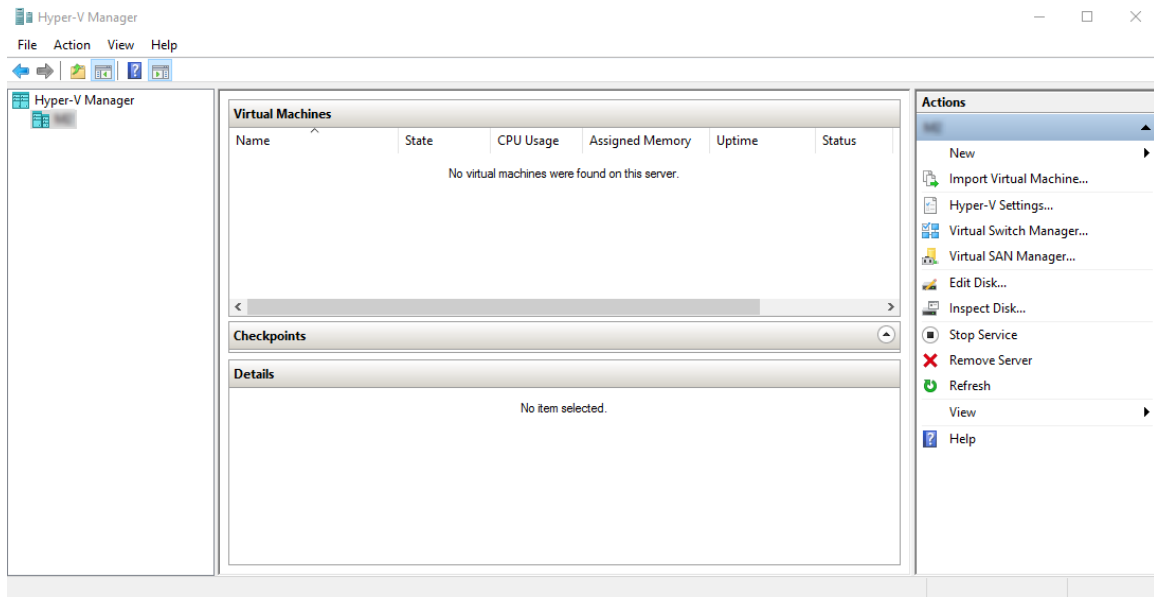 Hyper-V Manager
File Action View Help
Hyper-V Manager
Virtual Machines
Name State CPU Usage Assigned Memory Uptime Status
No virtual machines were found on this server.
Checkpoints
Details
No item selected.
Actions
New
Import Virtual Machine...
Hyper-V Settings...
Virtual Switch Manager...
Virtual SAN Manager...
Edit Disk...
Inspect Disk...
Stop Service
Remove Server
Refresh
View
Help